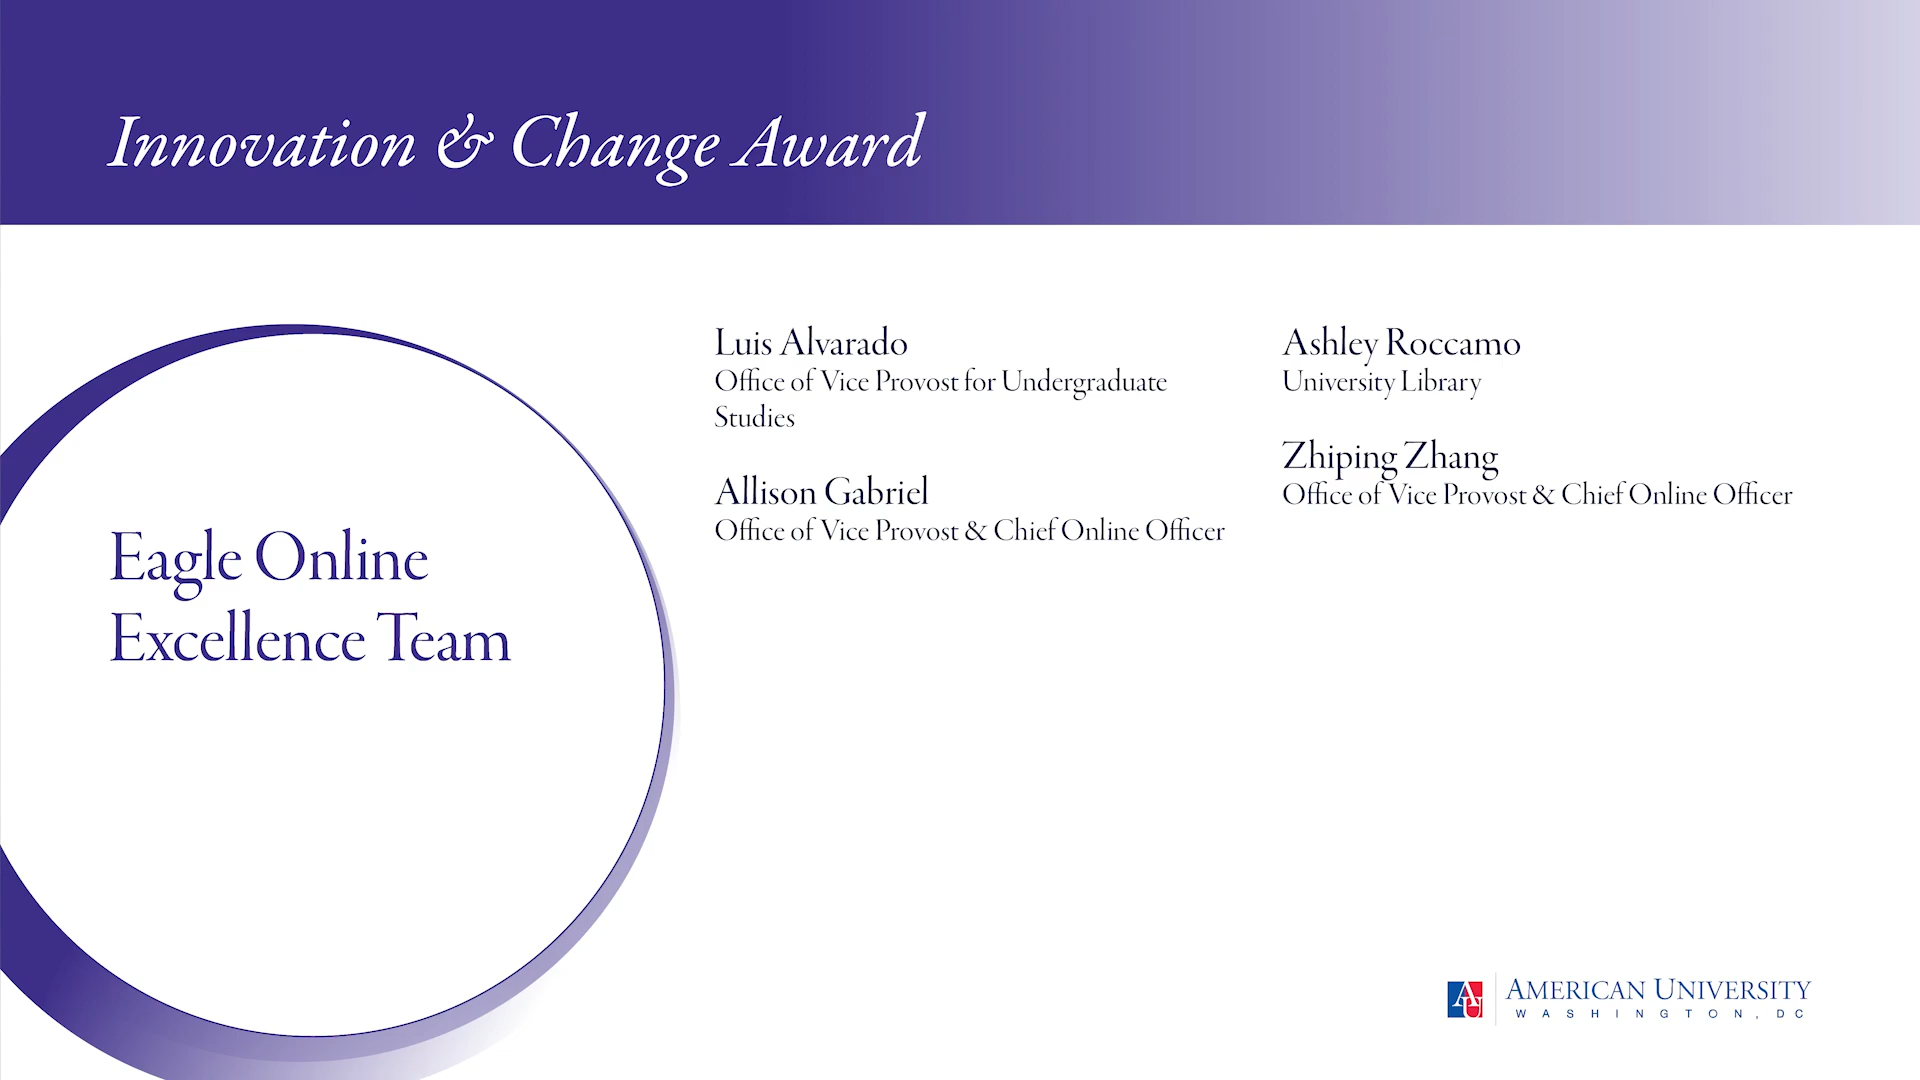 Innovation & Change Award
Eagle Online
Excellence Team
Luis Alvarado
Office of Vice Provost for Undergraduate
Studies
Allison Gabriel
Office of Vice Provost & Chief Online Officer
Ashley Roccamo
University Library
Zhiping Zhang
Office of Vice Provost & Chief Online Officer
AU
AMERICAN UNIVERSITY
WASHINGTON, DC